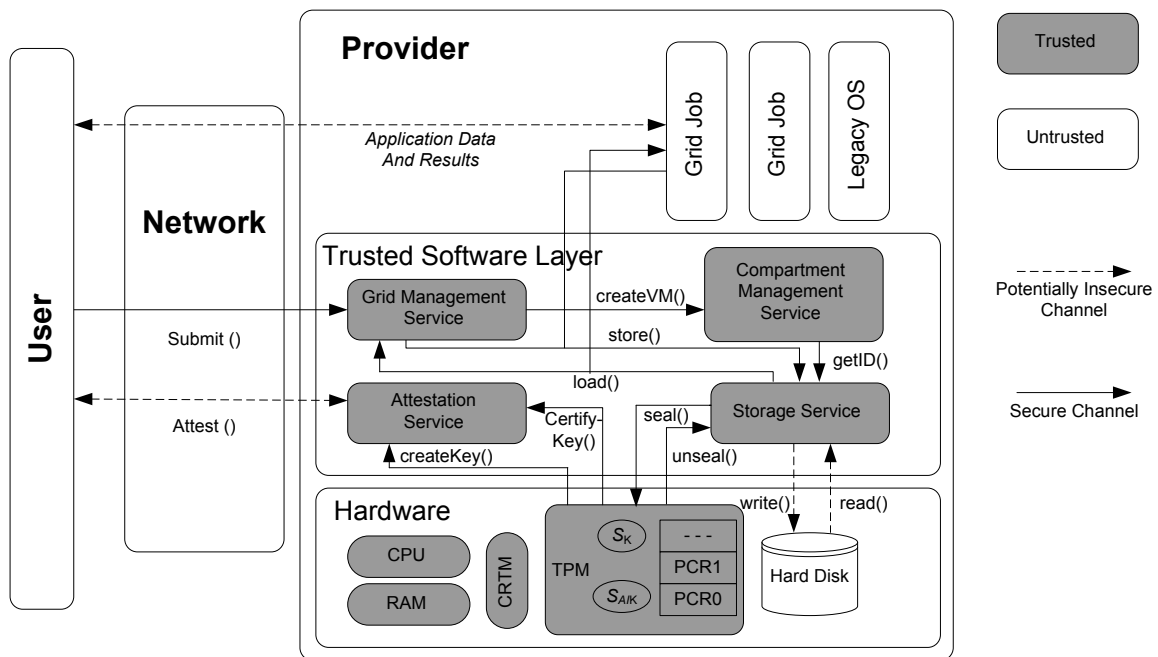 Provider
Trusted
Untrusted
Grid Job
Grid Job
Legacy OS
Application Data
And Results
Network
User
Trusted Software Layer
Grid Management
Service
createVM()
Compartment
Management
Service
Potentially Insecure
Channel
Submit ()
store()
getID()
load()
Attestation
Service
Certify-
Key()
seal()
Storage Service
Secure Channel
Attest ()
createKey()
unseal()
write()
read()
Hardware
CPU
RAM
CRTM
TPM
SK
SAIK
- - -
PCR1
PCR0
Hard Disk